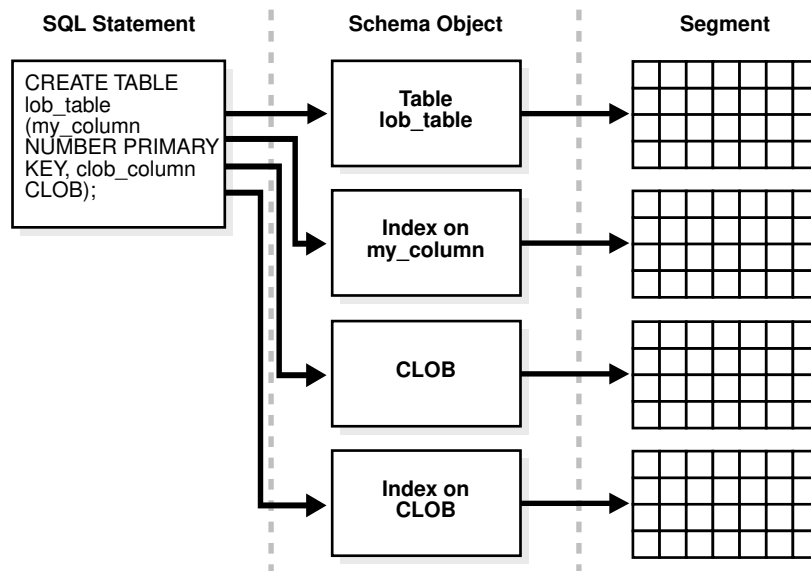 SQL Statement
Schema Object
Segment
CREATE TABLE
lob_table
(my_column
NUMBER PRIMARY
KEY, clob_column
CLOB);
Table
lob_table
Index on
my_column
CLOB
Index on
CLOB